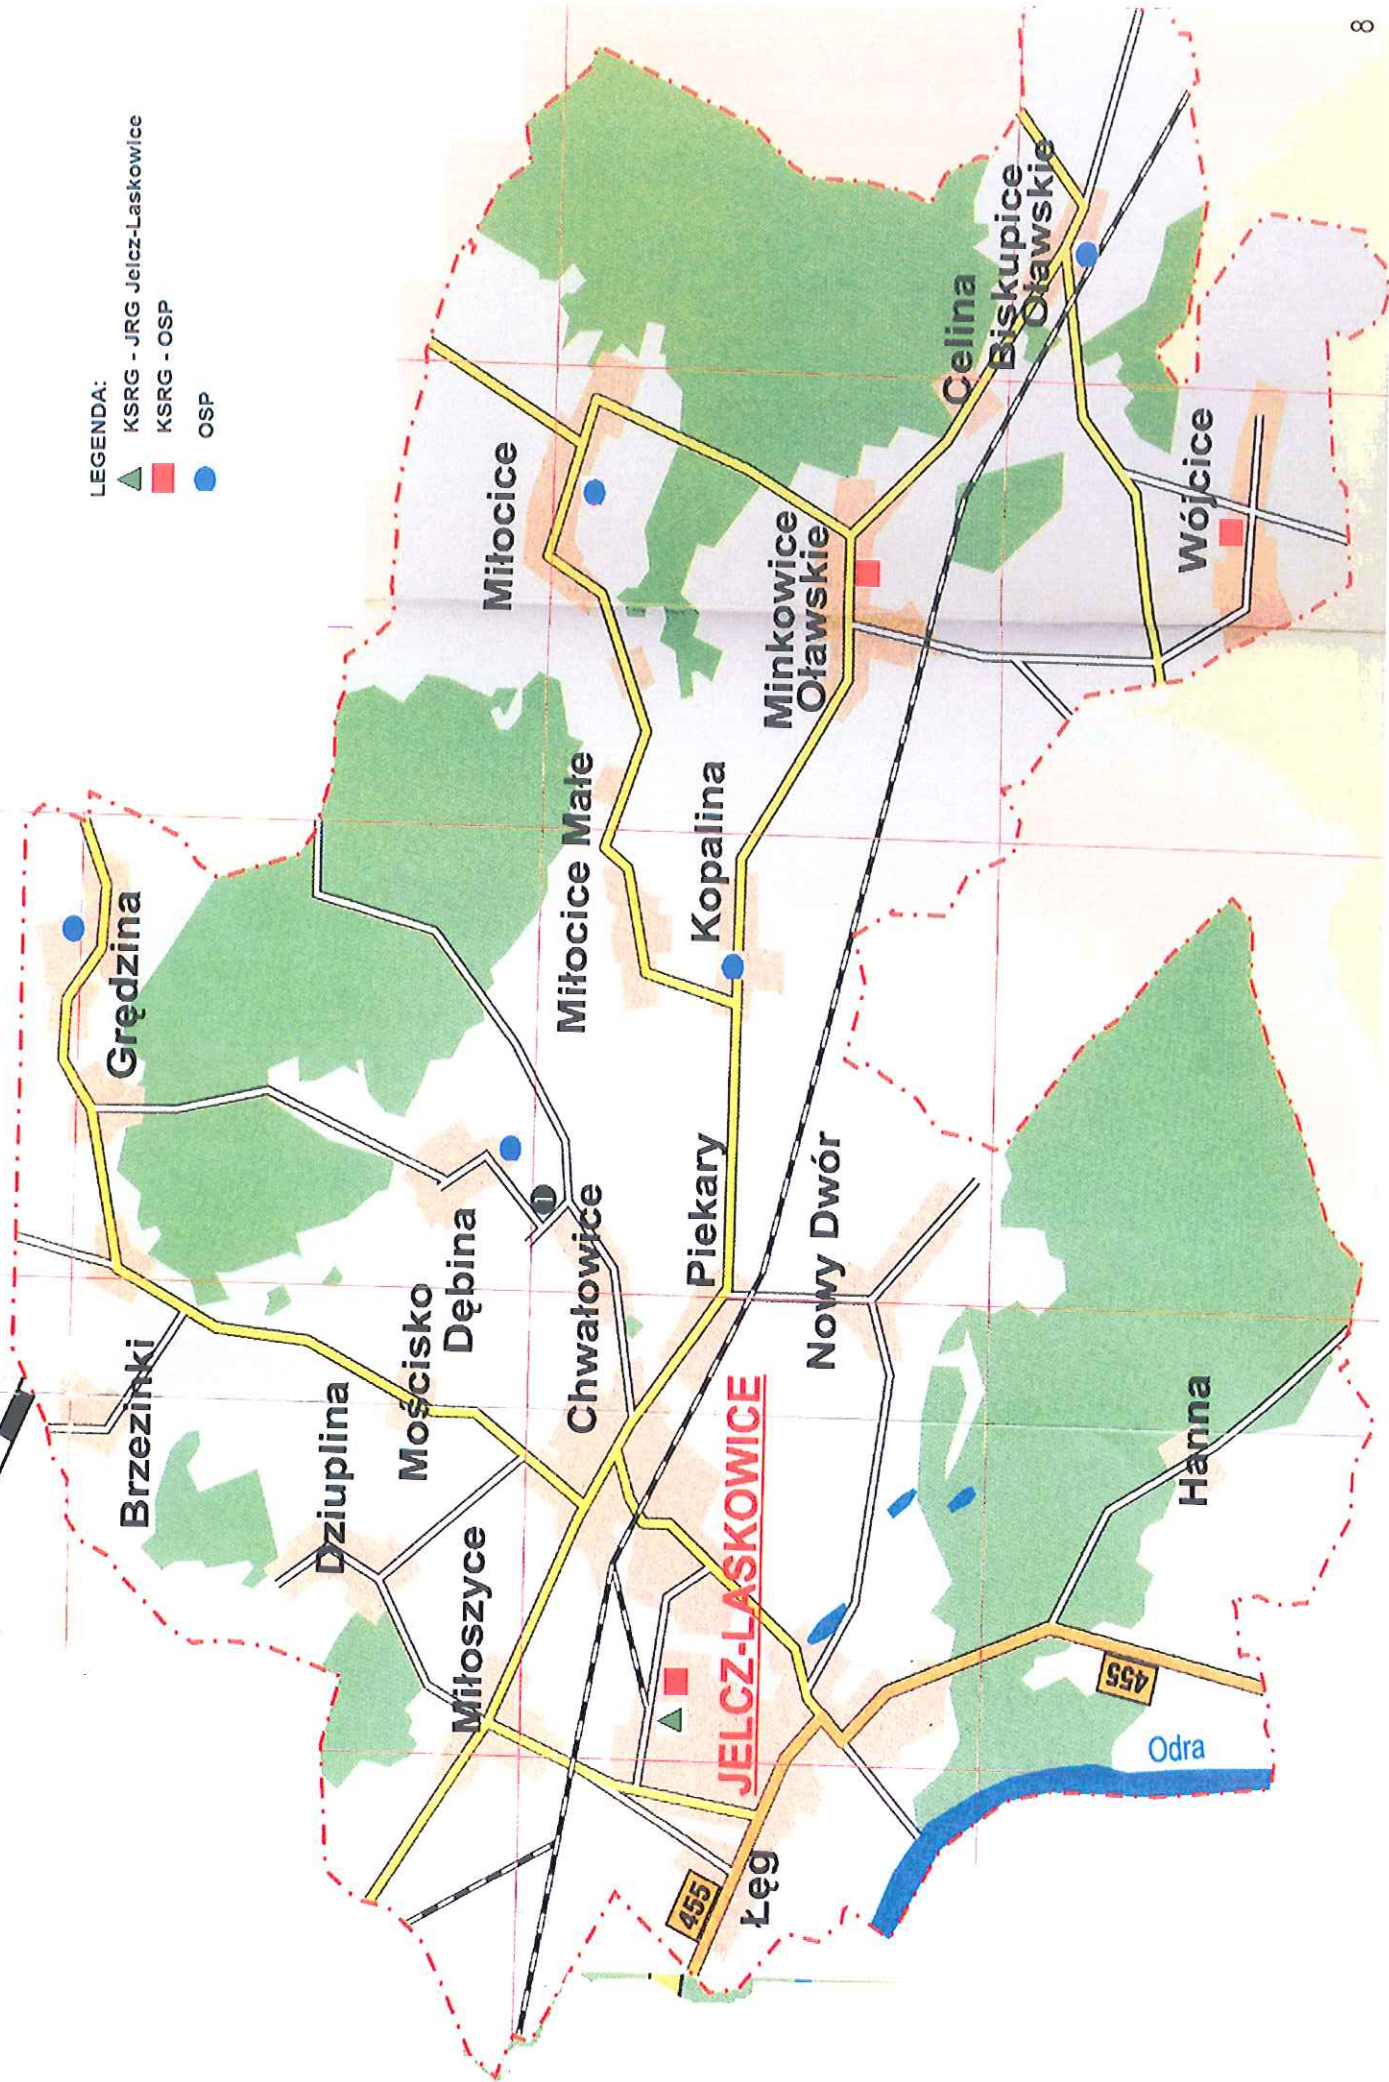 LEGENDA:
KSRG - JRG Jelcz-Laskowice
KSRG - OSP
OSP
Grędzina
Brzezinki
Dziuplina
Mościsko
Dębina
Miłoszyce
Chwałowice
Miłocice
Miłocice Małe
Kopalina
Piekary
Minkowice
Oławskie
Celina
Biskupice
Oławskie
Wójcice
Nowy Dwór
JELCZ-LASKOWICE
Łęg
455
Hanna
455
Odra
8